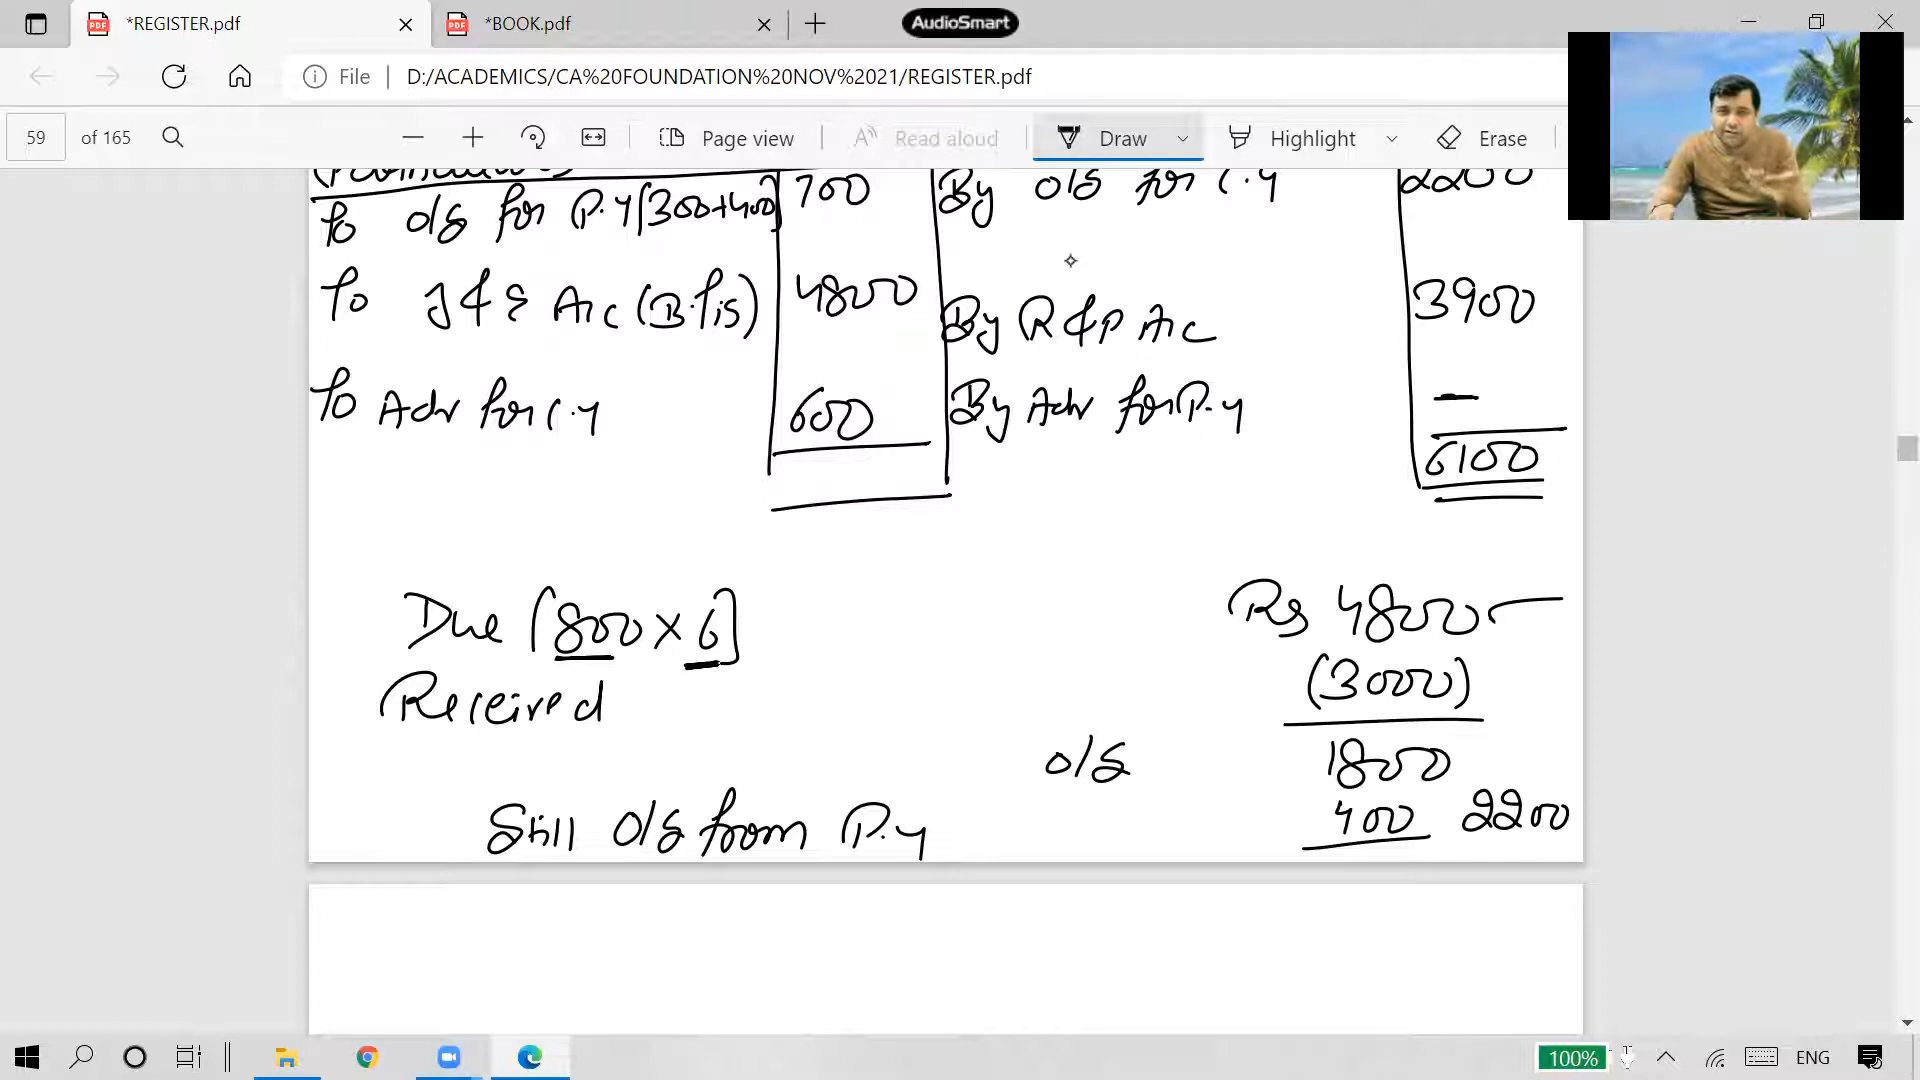 *REGISTER.pdf
*BOOK.pdf
AudioSmart
File
D:/ACADEMICS/CA%20FOUNDATION%20NOV%2021/REGISTER.pdf
59 of 165
Page view
Read aloud
Draw
Highlight
Erase
To o/s for P.Y (300+400) 700 By o/s for C.Y 2200
To I & E A/c (B.fig) 4800 By R & P A/c 3900
To Adv for C.Y 600 By Adv for P.Y —
6100
Due (800 × 6] Rs 4800
Received (3000)
o/s 1800
Still o/s from P.Y 400 2200
100%
ENG